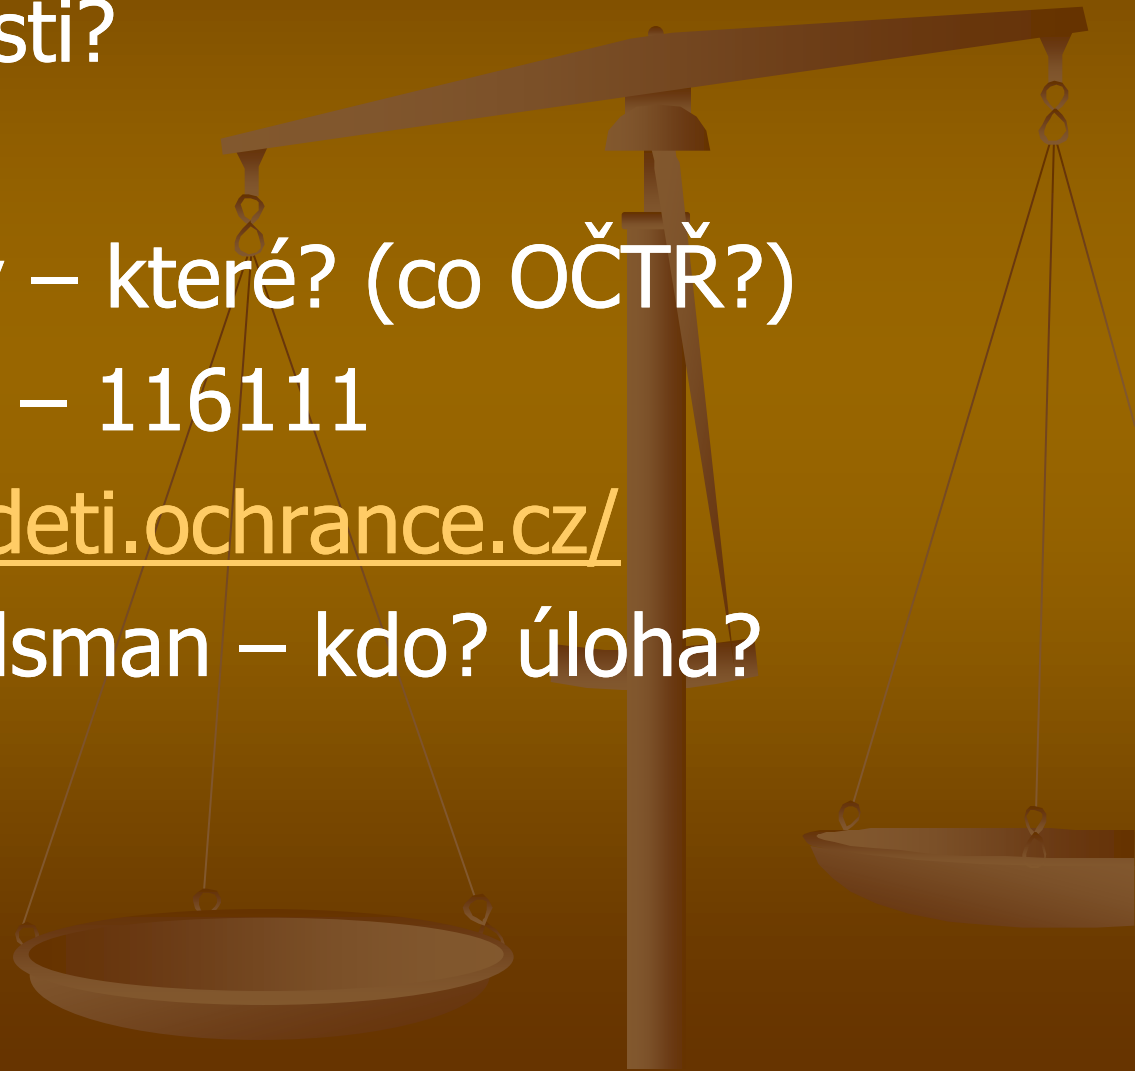 sti?
– které? (co OČTŘ?)
– 116111
deti.ochrance.cz/
lsman – kdo? úloha?